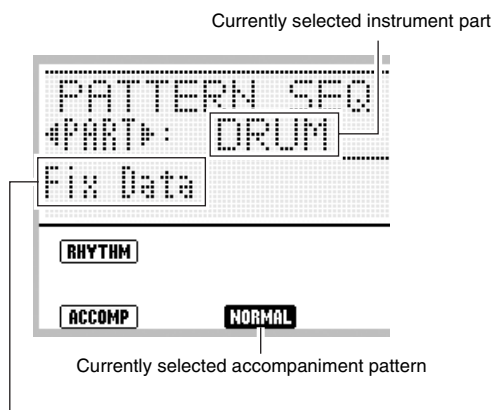 Currently selected instrument part
PATTERN SEQ
◀PART▶: DRUM
Fix Data
RHYTHM
ACCOMP NORMAL
Currently selected accompaniment pattern